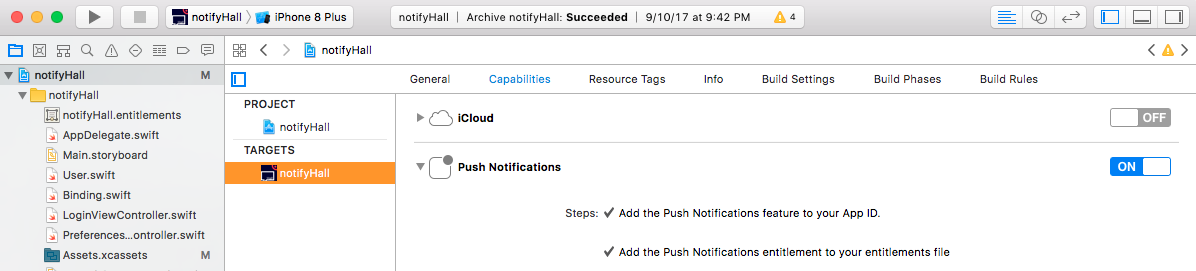 notifyHall iPhone 8 Plus notifyHall | Archive notifyHall: Succeeded | 9/10/17 at 9:42 PM 4
notifyHall
notifyHall M General Capabilities Resource Tags Info Build Settings Build Phases Build Rules
notifyHall PROJECT
notifyHall.entitlements iCloud OFF
AppDelegate.swift notifyHall
Main.storyboard TARGETS
User.swift notifyHall Push Notifications ON
Binding.swift
LoginViewController.swift Steps: ✓ Add the Push Notifications feature to your App ID.
Preferences...ontroller.swift
Assets.xcassets M ✓ Add the Push Notifications entitlement to your entitlements file